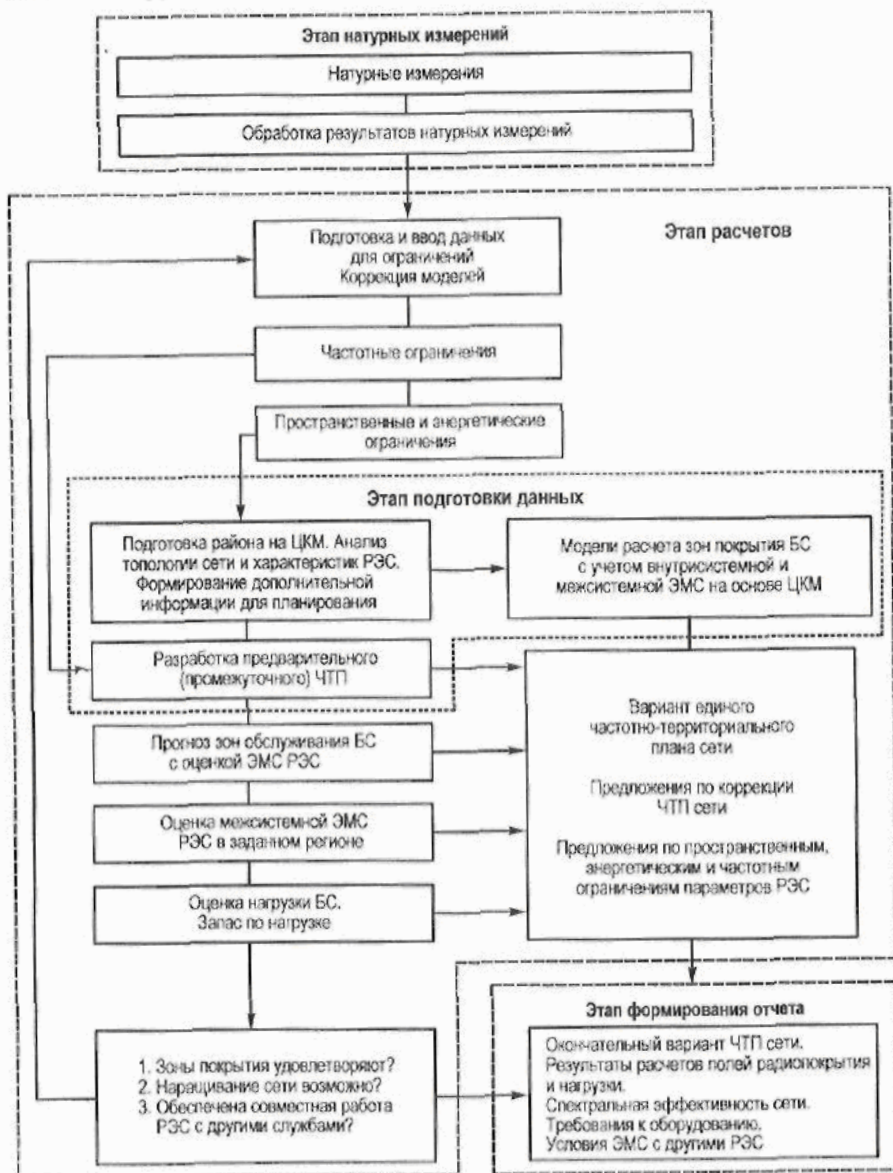 Этап натурных измерений
Натурные измерения
Обработка результатов натурных измерений
Этап расчетов
Подготовка и ввод данных
для ограничений
Коррекция моделей
Частотные ограничения
Пространственные и энергетические
ограничения
Этап подготовки данных
Подготовка района на ЦКМ. Анализ
топологии сети и характеристик РЭС.
Формирование дополнительной
информации для планирования
Модели расчета зон покрытия БС
с учетом внутрисистемной и
межсистемной ЭМС на основе ЦКМ
Разработка предварительного
(промежуточного) ЧТП
Прогноз зон обслуживания БС
с оценкой ЭМС РЭС
Оценка межсистемной ЭМС
РЭС в заданном регионе
Оценка нагрузки БС.
Запас по нагрузке
Вариант единого
частотно-территориального
плана сети
Предложения по коррекции
ЧТП сети
Предложения по пространственным,
энергетическим и частотным
ограничениям параметров РЭС
1. Зоны покрытия удовлетворяют?
2. Наращивание сети возможно?
3. Обеспечена совместная работа
РЭС с другими службами?
Этап формирования отчета
Окончательный вариант ЧТП сети.
Результаты расчетов полей радиопокрытия
и нагрузки.
Спектральная эффективность сети.
Требования к оборудованию.
Условия ЭМС с другими РЭС